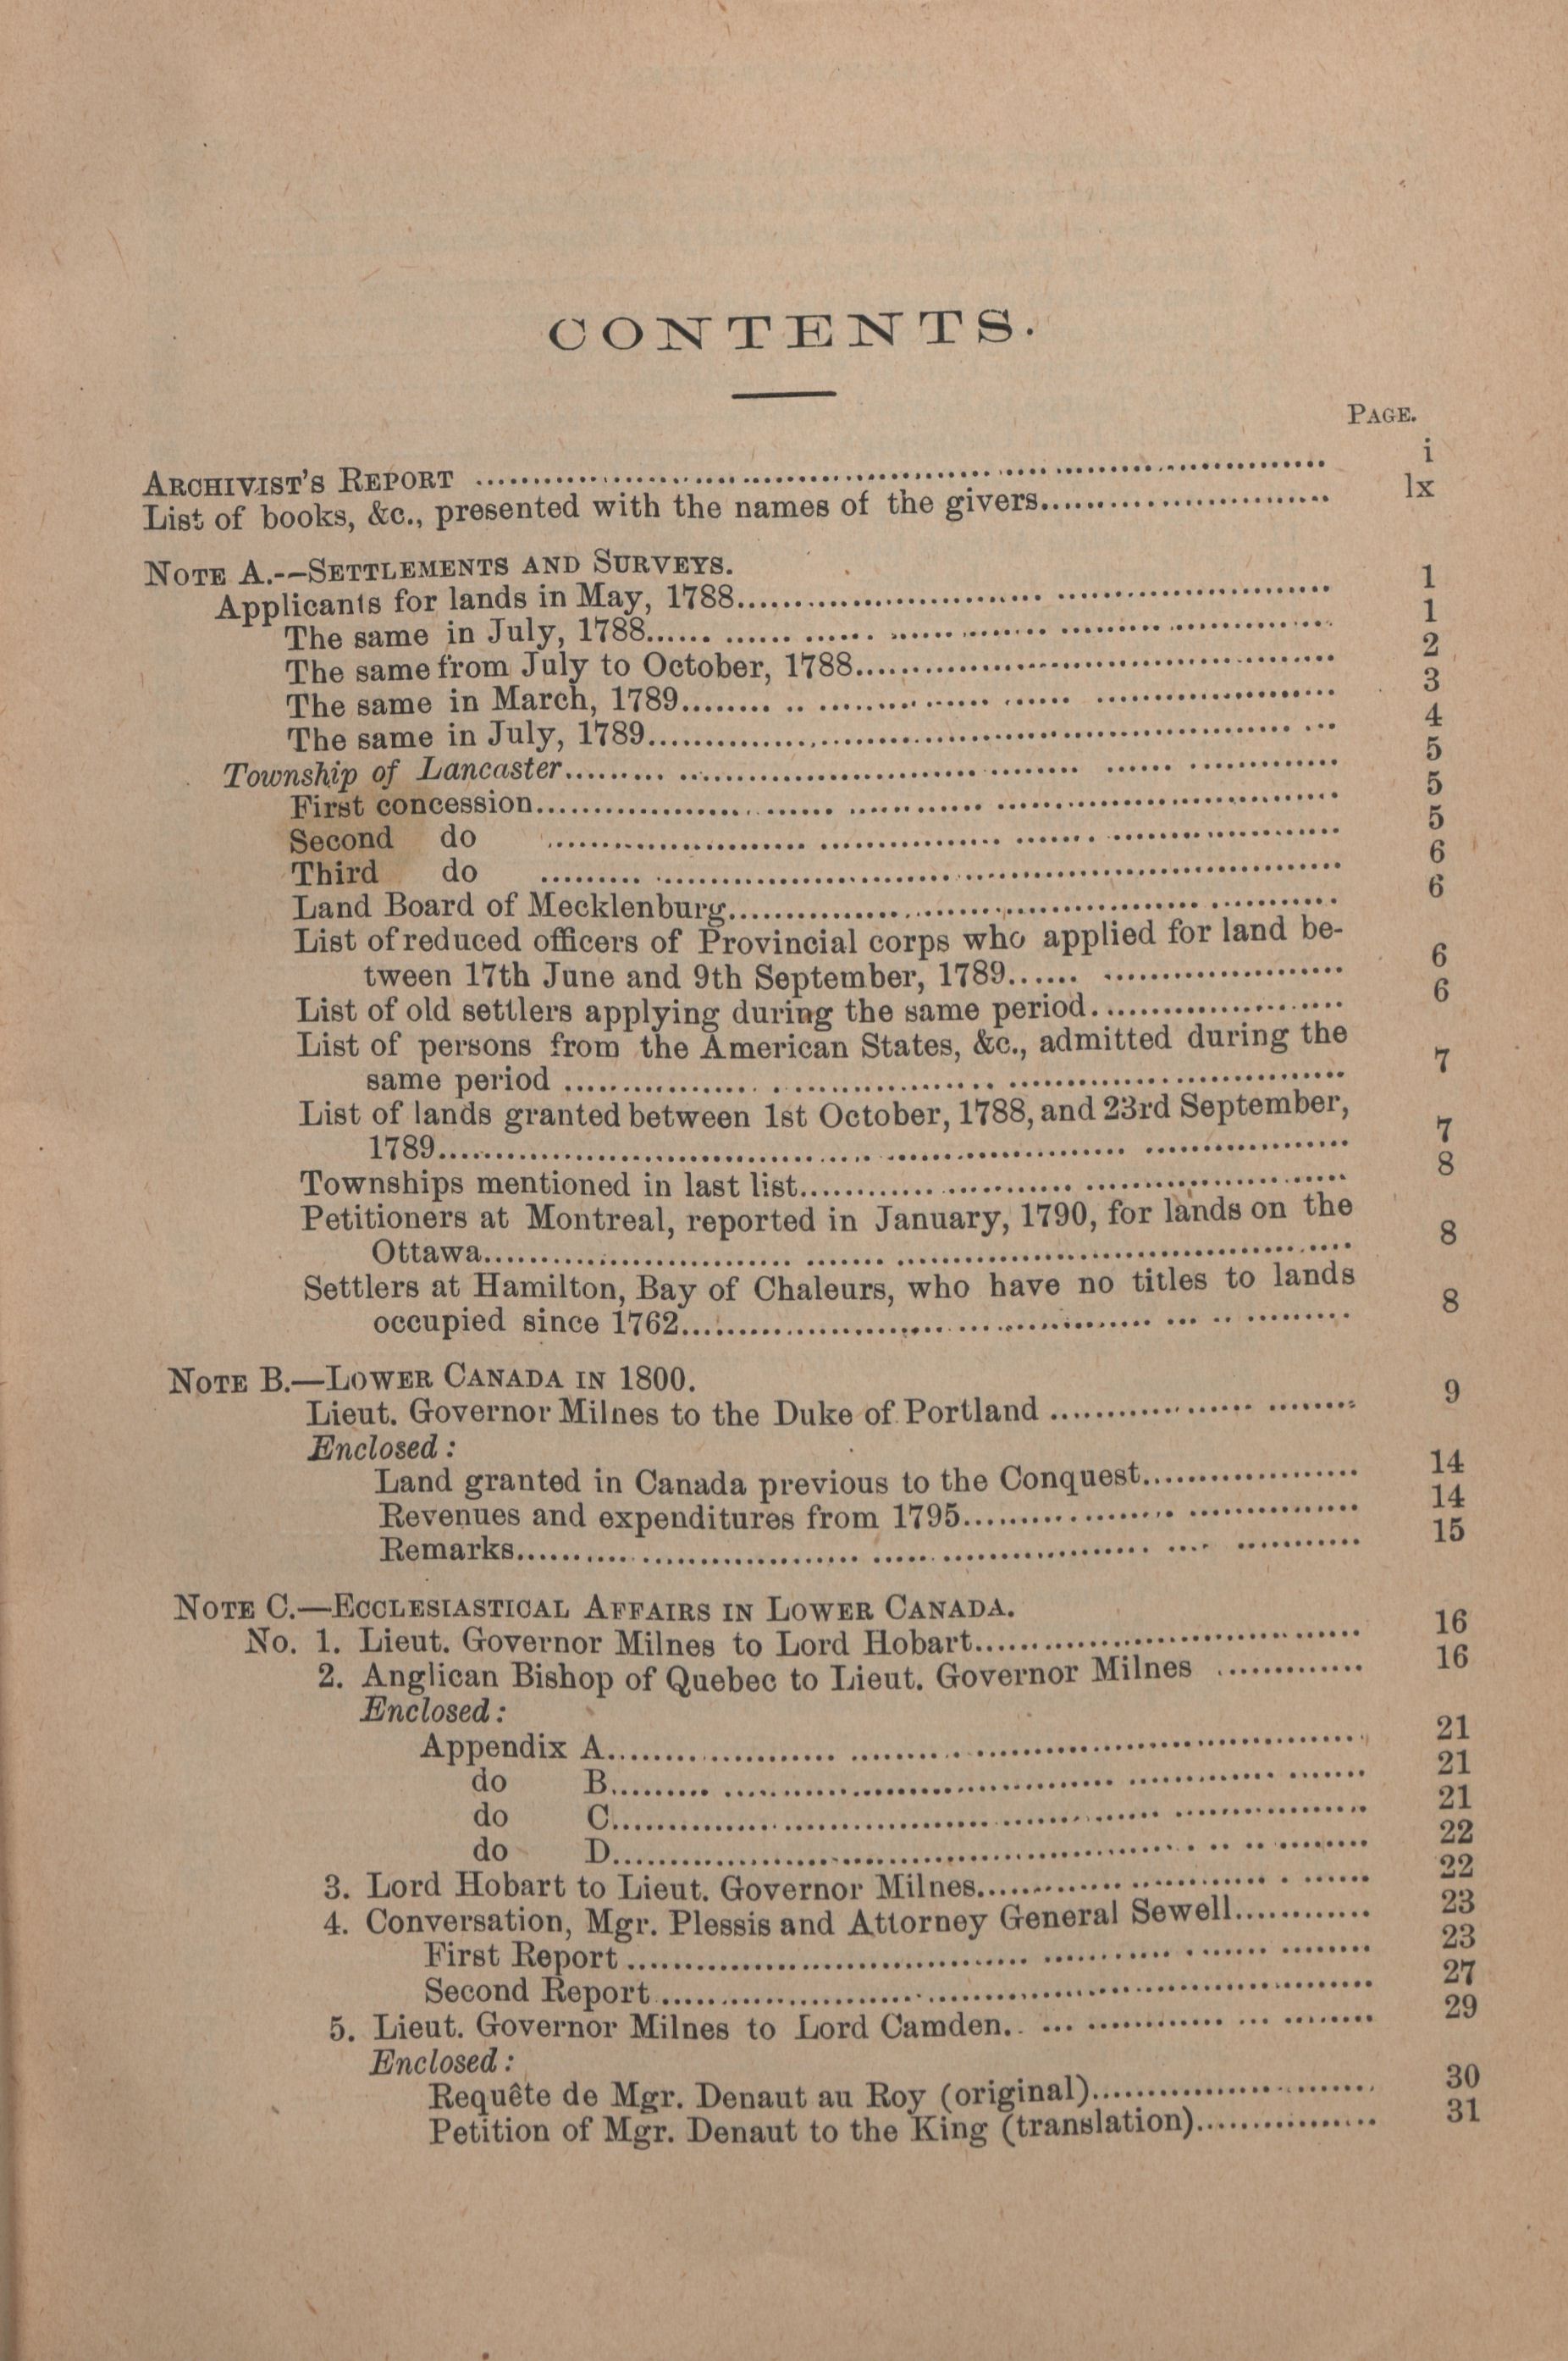 CONTENTS.
PAGE.
ARCHIVIST'S REPORT .......... i
List of books, &c., presented with the names of the givers.......... lx
NOTE A.--SETTLEMENTS AND SURVEYS.
Applicants for lands in May, 1788.......... 1
The same in July, 1788.......... 1
The same from July to October, 1788.......... 2
The same in March, 1789.......... 3
The same in July, 1789.......... 4
Township of Lancaster.......... 5
First concession.......... 5
Second do .......... 5
Third do .......... 6
Land Board of Mecklenburg.......... 6
List of reduced officers of Provincial corps who applied for land be-
tween 17th June and 9th September, 1789.......... 6
List of old settlers applying during the same period.......... 6
List of persons from the American States, &c., admitted during the
same period .......... 7
List of lands granted between 1st October, 1788, and 23rd September,
1789.......... 7
Townships mentioned in last list.......... 8
Petitioners at Montreal, reported in January, 1790, for lands on the
Ottawa.......... 8
Settlers at Hamilton, Bay of Chaleurs, who have no titles to lands
occupied since 1762.......... 8
NOTE B.—LOWER CANADA IN 1800.
Lieut. Governor Milnes to the Duke of Portland .......... 9
Enclosed :
Land granted in Canada previous to the Conquest.......... 14
Revenues and expenditures from 1795.......... 14
Remarks.......... 15
NOTE C.—ECCLESIASTICAL AFFAIRS IN LOWER CANADA.
No. 1. Lieut. Governor Milnes to Lord Hobart.......... 16
2. Anglican Bishop of Quebec to Lieut. Governor Milnes .......... 16
Enclosed :
Appendix A.......... 21
do B.......... 21
do C.......... 21
do D.......... 22
3. Lord Hobart to Lieut. Governor Milnes.......... 22
4. Conversation, Mgr. Plessis and Attorney General Sewell.......... 23
First Report .......... 23
Second Report .......... 27
5. Lieut. Governor Milnes to Lord Camden.......... 29
Enclosed :
Requête de Mgr. Denaut au Roy (original).......... 30
Petition of Mgr. Denaut to the King (translation).......... 31